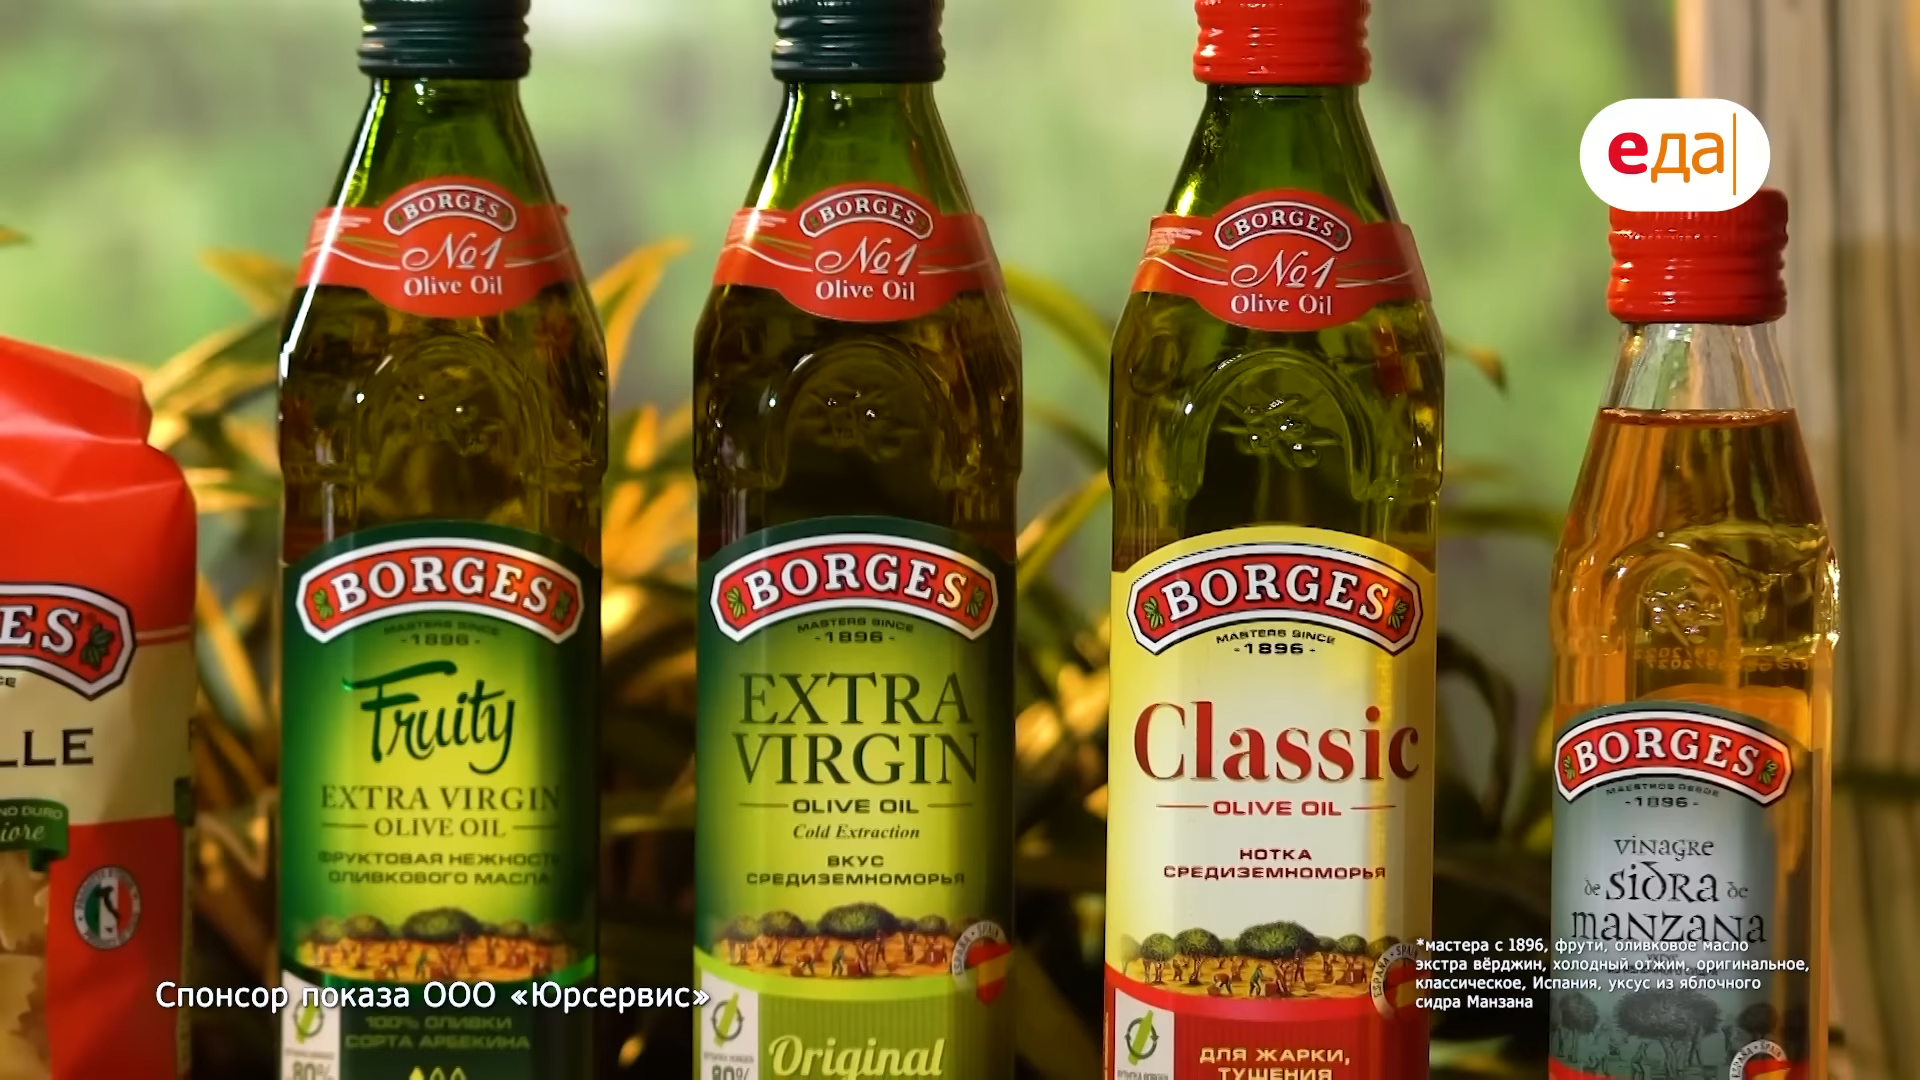 еда
BORGES
№1
Olive Oil
BORGES
№1
Olive Oil
BORGES
№1
Olive Oil
ES
LLE
BORGES
MASTERS SINCE
-1896-
Fruity
EXTRA VIRGIN
OLIVE OIL
ФРУКТОВАЯ НЕЖНОСТЬ
ОЛИВКОВОГО МАСЛА
100% ОЛИВКИ
СОРТА АРБЕКИНА
80%
BORGES
MASTERS SINCE
-1896-
EXTRA
VIRGIN
OLIVE OIL
Cold Extraction
ВКУС
СРЕДИЗЕМНОМОРЬЯ
Original
80%
BORGES
MASTERS SINCE
-1896-
Classic
OLIVE OIL
НОТКА
СРЕДИЗЕМНОМОРЬЯ
ДЛЯ ЖАРКИ,
ТУШЕНИЯ
BORGES
MAESTROS DESDE
-1896-
VINAGRE
de SIDRA de
MANZANA
Спонсор показа ООО «Юрсервис»
*мастера с 1896, фрути, оливковое масло
экстра вёрджин, холодный отжим, оригинальное,
классическое, Испания, уксус из яблочного
сидра Манзана